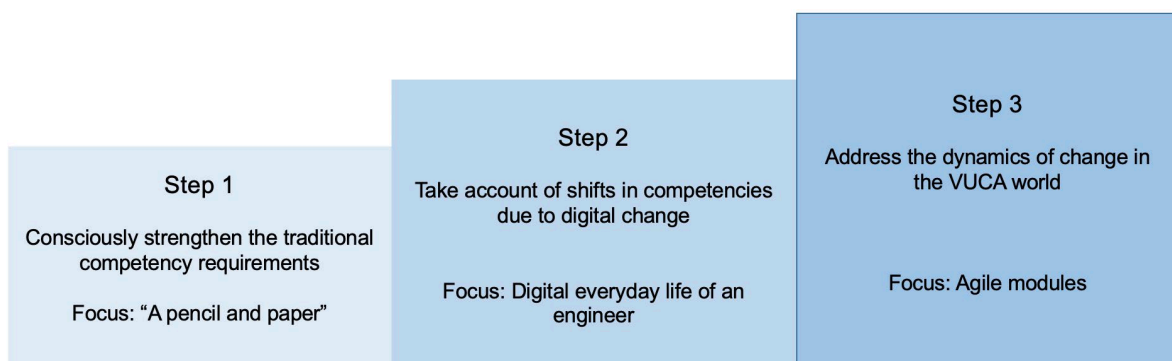 Step 1
Consciously strengthen the traditional
competency requirements
Focus: “A pencil and paper”
Step 2
Take account of shifts in competencies
due to digital change
Focus: Digital everyday life of an
engineer
Step 3
Address the dynamics of change in
the VUCA world
Focus: Agile modules